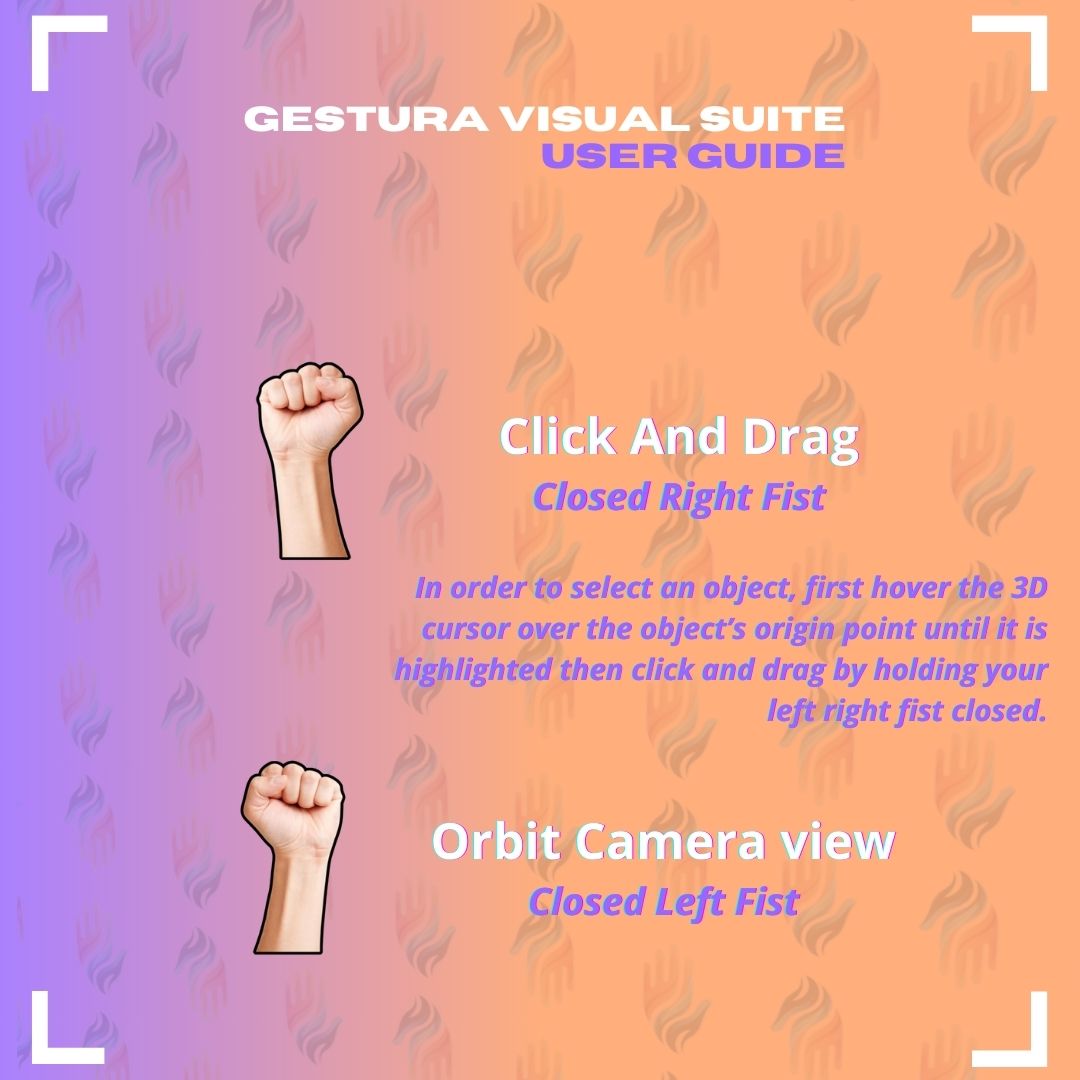 GESTURA VISUAL SUITE
USER GUIDE
Click And Drag
Closed Right Fist
In order to select an object, first hover the 3D
cursor over the object’s origin point until it is
highlighted then click and drag by holding your
left right fist closed.
Orbit Camera view
Closed Left Fist